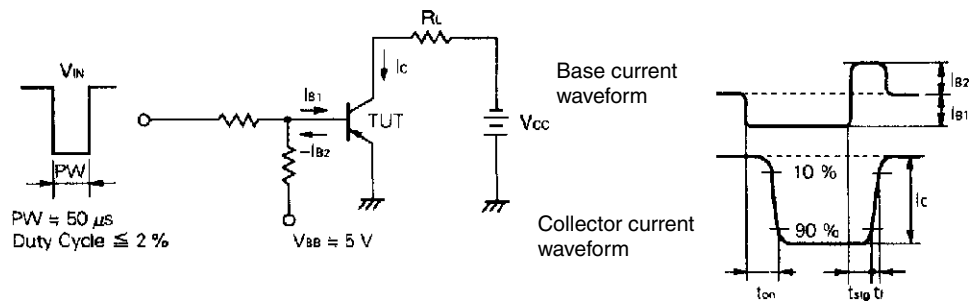 VIN
PW
PW ≒ 50 μs
Duty Cycle ≦ 2 %
IB1
−IB2
VBB ≒ 5 V
TUT
IC
RL
VCC
Base current
waveform
IB2
IB1
Collector current
waveform
10 %
90 %
IC
ton
tstg tf